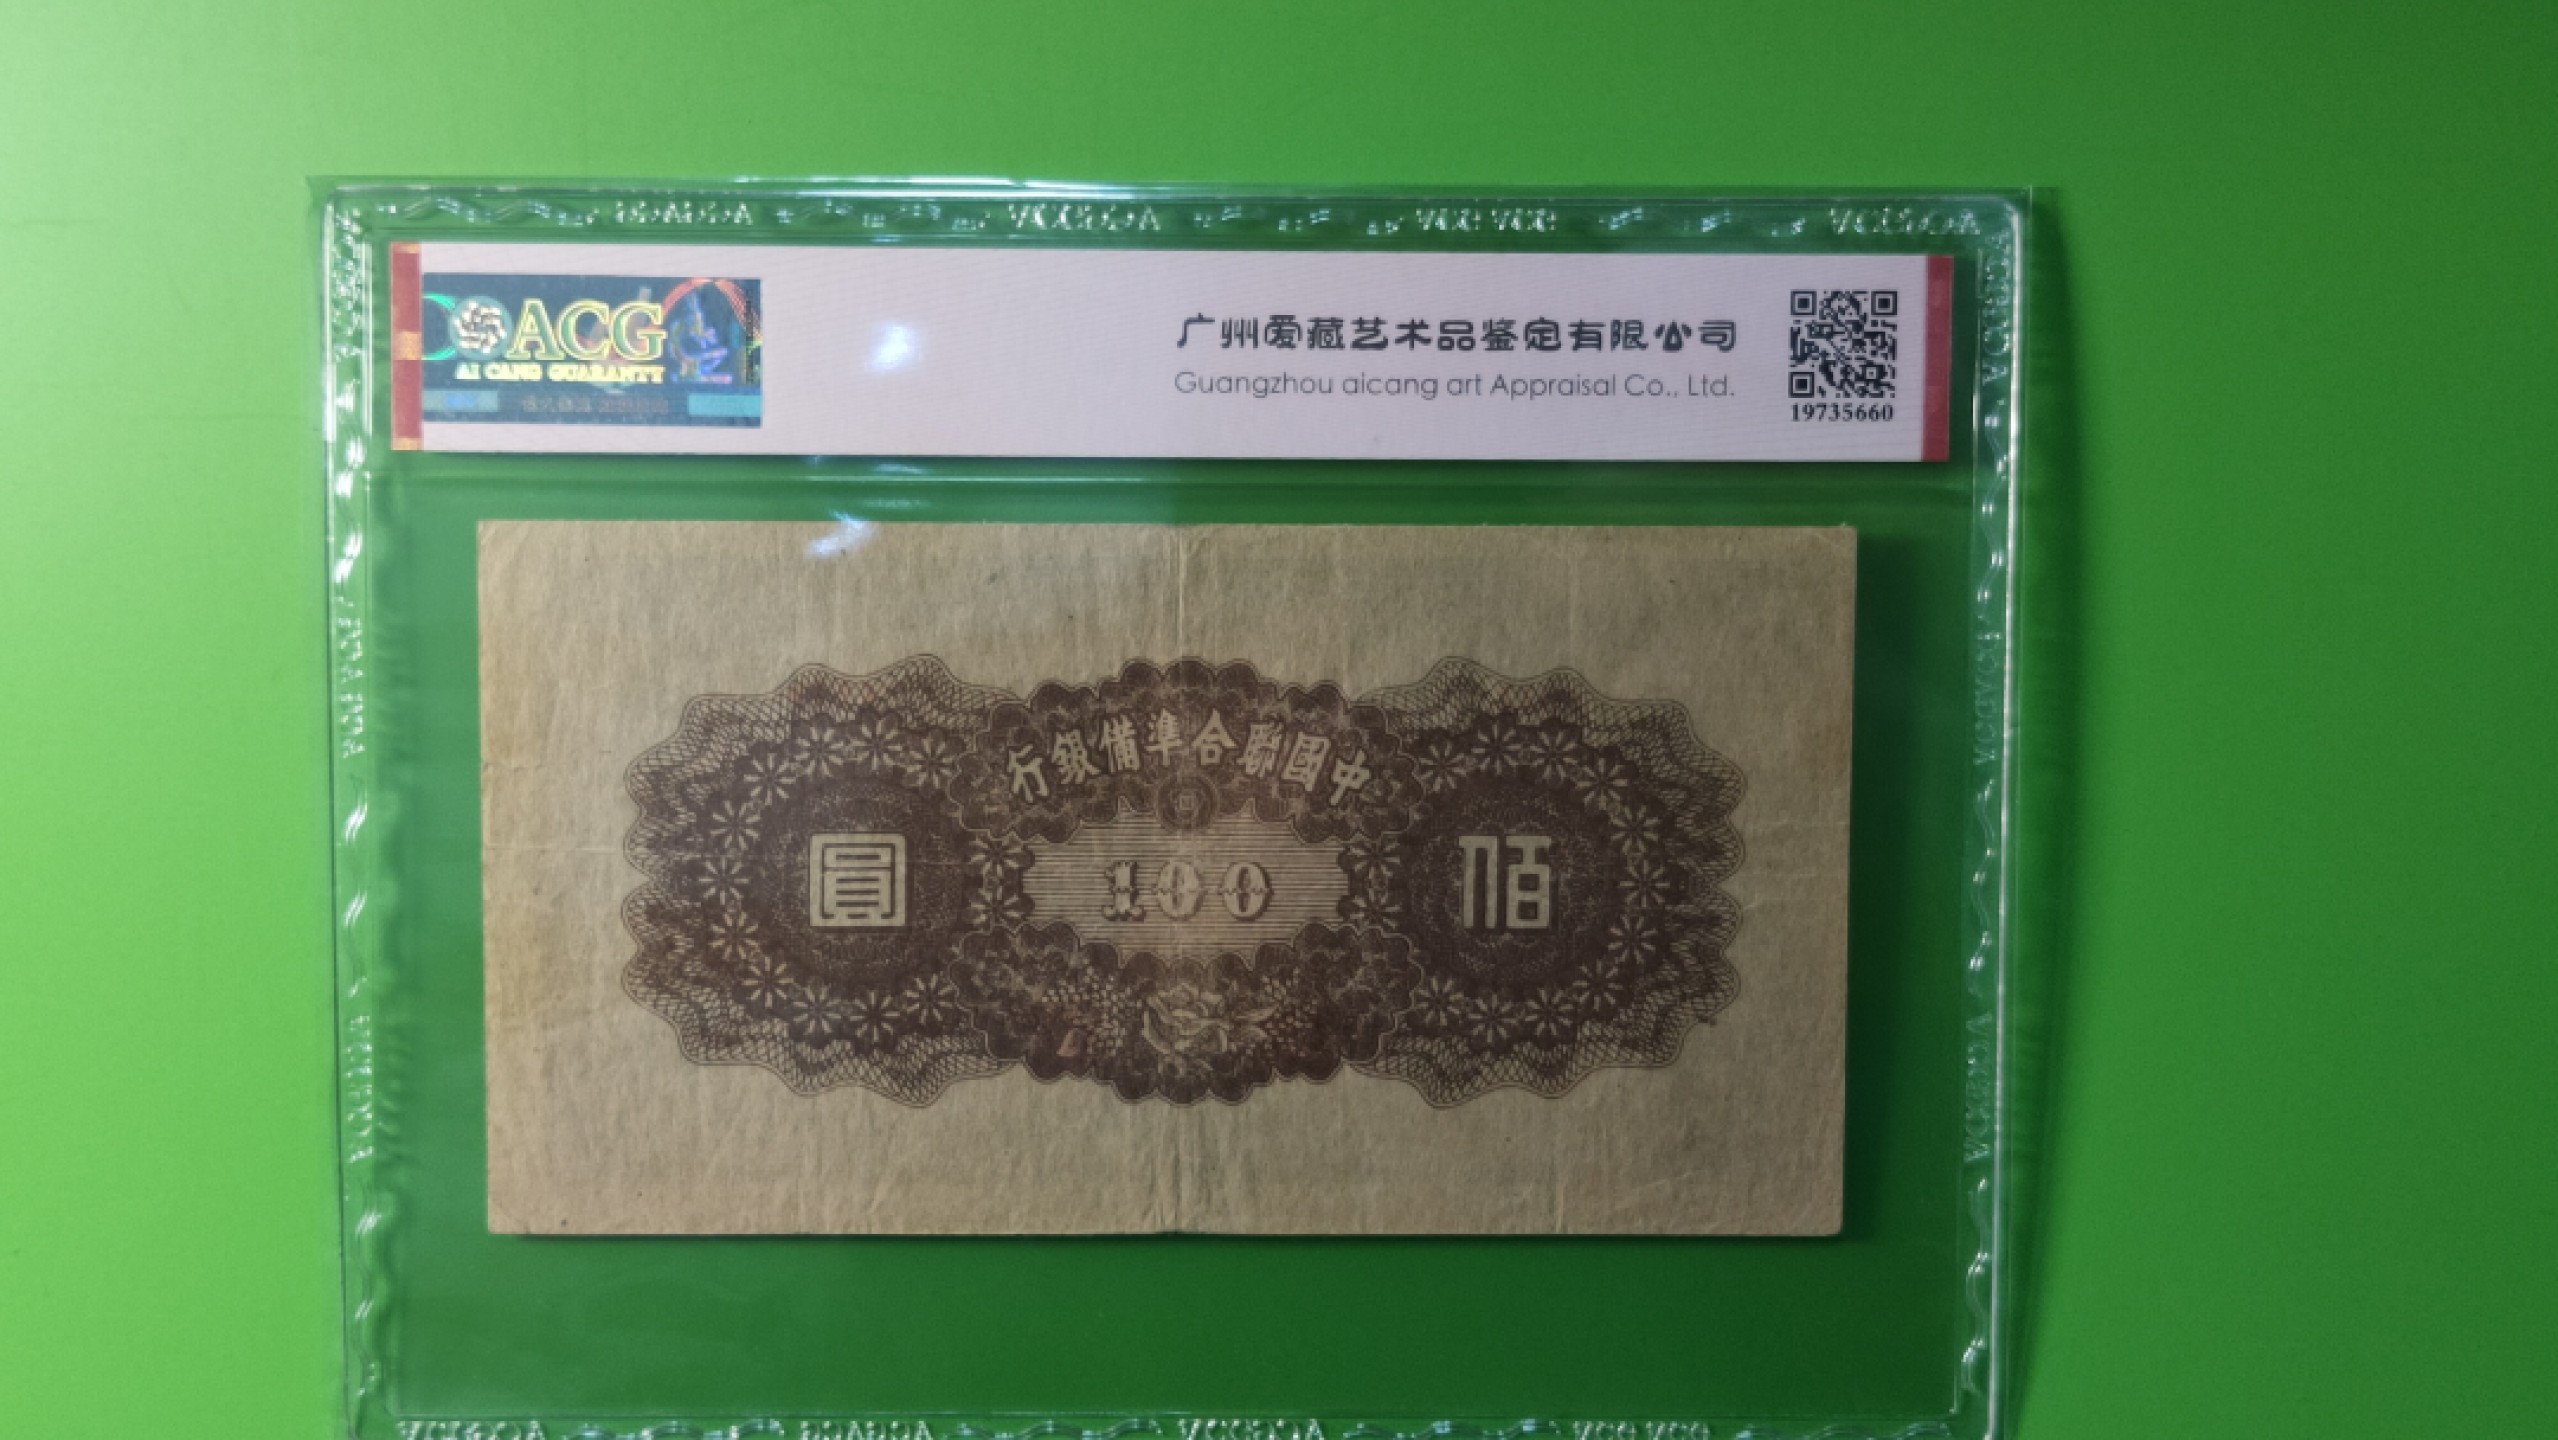 ACG
AI CANG GUARANTY
广州爱藏艺术品鉴定有限公司
Guangzhou aicang art Appraisal Co., Ltd.
19735660
行銀備準合聯國中
圓
100
佰